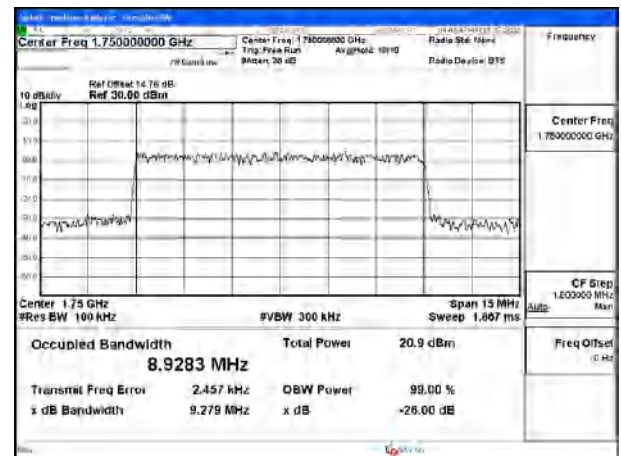 Center Freq 1.750000000 GHz
Center Freq: 1.750000000 GHz
Trig: Free Run
Avg|Hold: 10/10
#Atten: 30 dB
Radio Std: None
Radio Device: BTS
Frequency
Ref Offset 14.76 dB
10 dB/div
Ref 30.00 dBm
Log
Center Freq
1.750000000 GHz
Center 1.75 GHz
Span 15 MHz
#Res BW 100 kHz
#VBW 300 kHz
Sweep 1.867 ms
CF Step
1.500000 MHz
Auto
Man
Occupied Bandwidth
8.9283 MHz
Total Power
20.9 dBm
Freq Offset
0 Hz
Transmit Freq Error
2.457 kHz
OBW Power
99.00 %
x dB Bandwidth
9.279 MHz
x dB
-26.00 dB